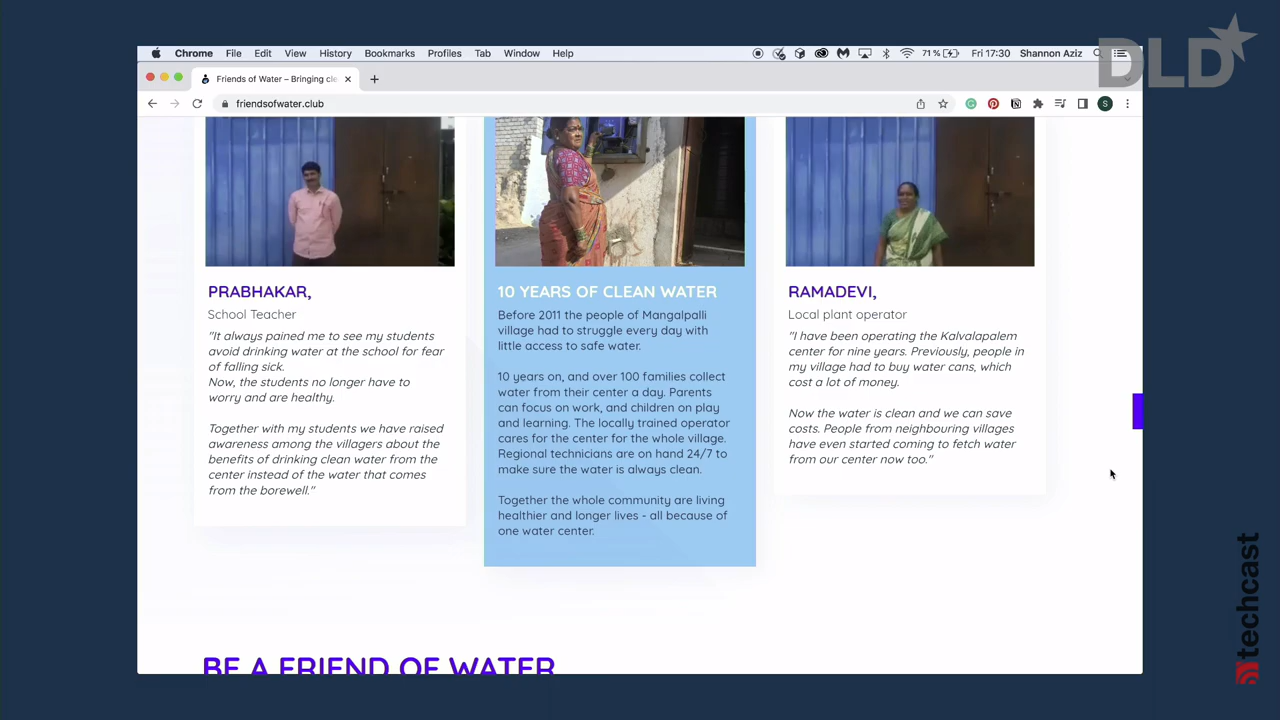 Chrome File Edit View History Bookmarks Profiles Tab Window Help 71% Fri 17:30 Shannon Aziz
DLD
Friends of Water – Bringing cle
friendsofwater.club
S
PRABHAKAR,
School Teacher
"It always pained me to see my students
avoid drinking water at the school for fear
of falling sick.
Now, the students no longer have to
worry and are healthy.
Together with my students we have raised
awareness among the villagers about the
benefits of drinking clean water from the
center instead of the water that comes
from the borewell."
10 YEARS OF CLEAN WATER
Before 2011 the people of Mangalpalli
village had to struggle every day with
little access to safe water.
10 years on, and over 100 families collect
water from their center a day. Parents
can focus on work, and children on play
and learning. The locally trained operator
cares for the center for the whole village.
Regional technicians are on hand 24/7 to
make sure the water is always clean.
Together the whole community are living
healthier and longer lives - all because of
one water center.
RAMADEVI,
Local plant operator
"I have been operating the Kalvalapalem
center for nine years. Previously, people in
my village had to buy water cans, which
cost a lot of money.
Now the water is clean and we can save
costs. People from neighbouring villages
have even started coming to fetch water
from our center now too."
BE A FRIEND OF WATER
techcast